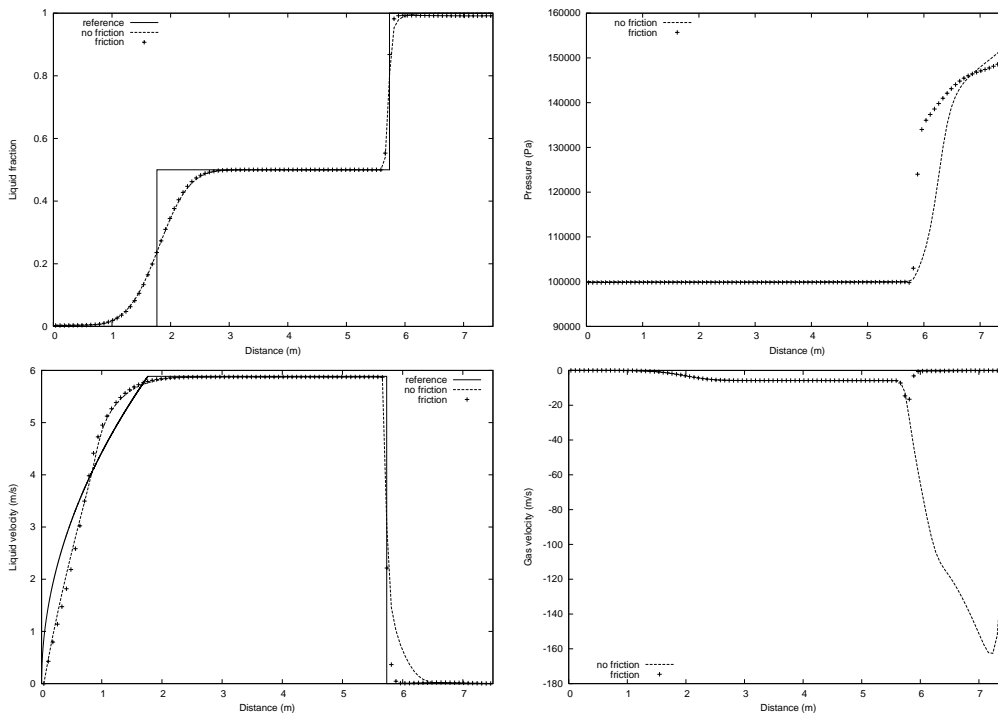 reference
no friction
friction
1
0.8
0.6
0.4
0.2
0
Liquid fraction
0 1 2 3 4 5 6 7
Distance (m)
no friction
friction
160000
150000
140000
130000
120000
110000
100000
90000
Pressure (Pa)
0 1 2 3 4 5 6 7
Distance (m)
reference
no friction
friction
6
5
4
3
2
1
0
Liquid velocity (m/s)
0 1 2 3 4 5 6 7
Distance (m)
0
-20
-40
-60
-80
-100
-120
-140
-160
-180
Gas velocity (m/s)
no friction
friction
0 1 2 3 4 5 6 7
Distance (m)